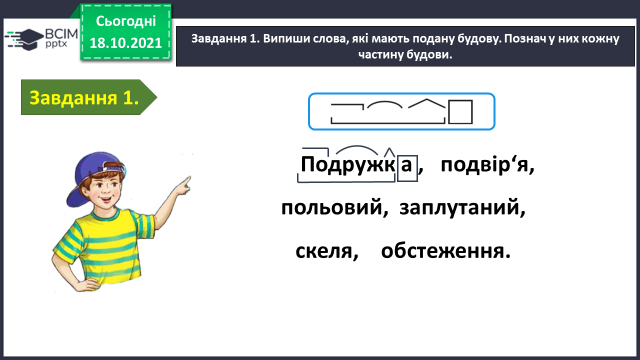 BCIM
pptx
Сьогодні
18.10.2021
Завдання 1. Випиши слова, які мають подану будову. Познач у них кожну
частину будови.
Завдання 1.
Подружка, подвір‘я,
польовий, заплутаний,
скеля, обстеження.